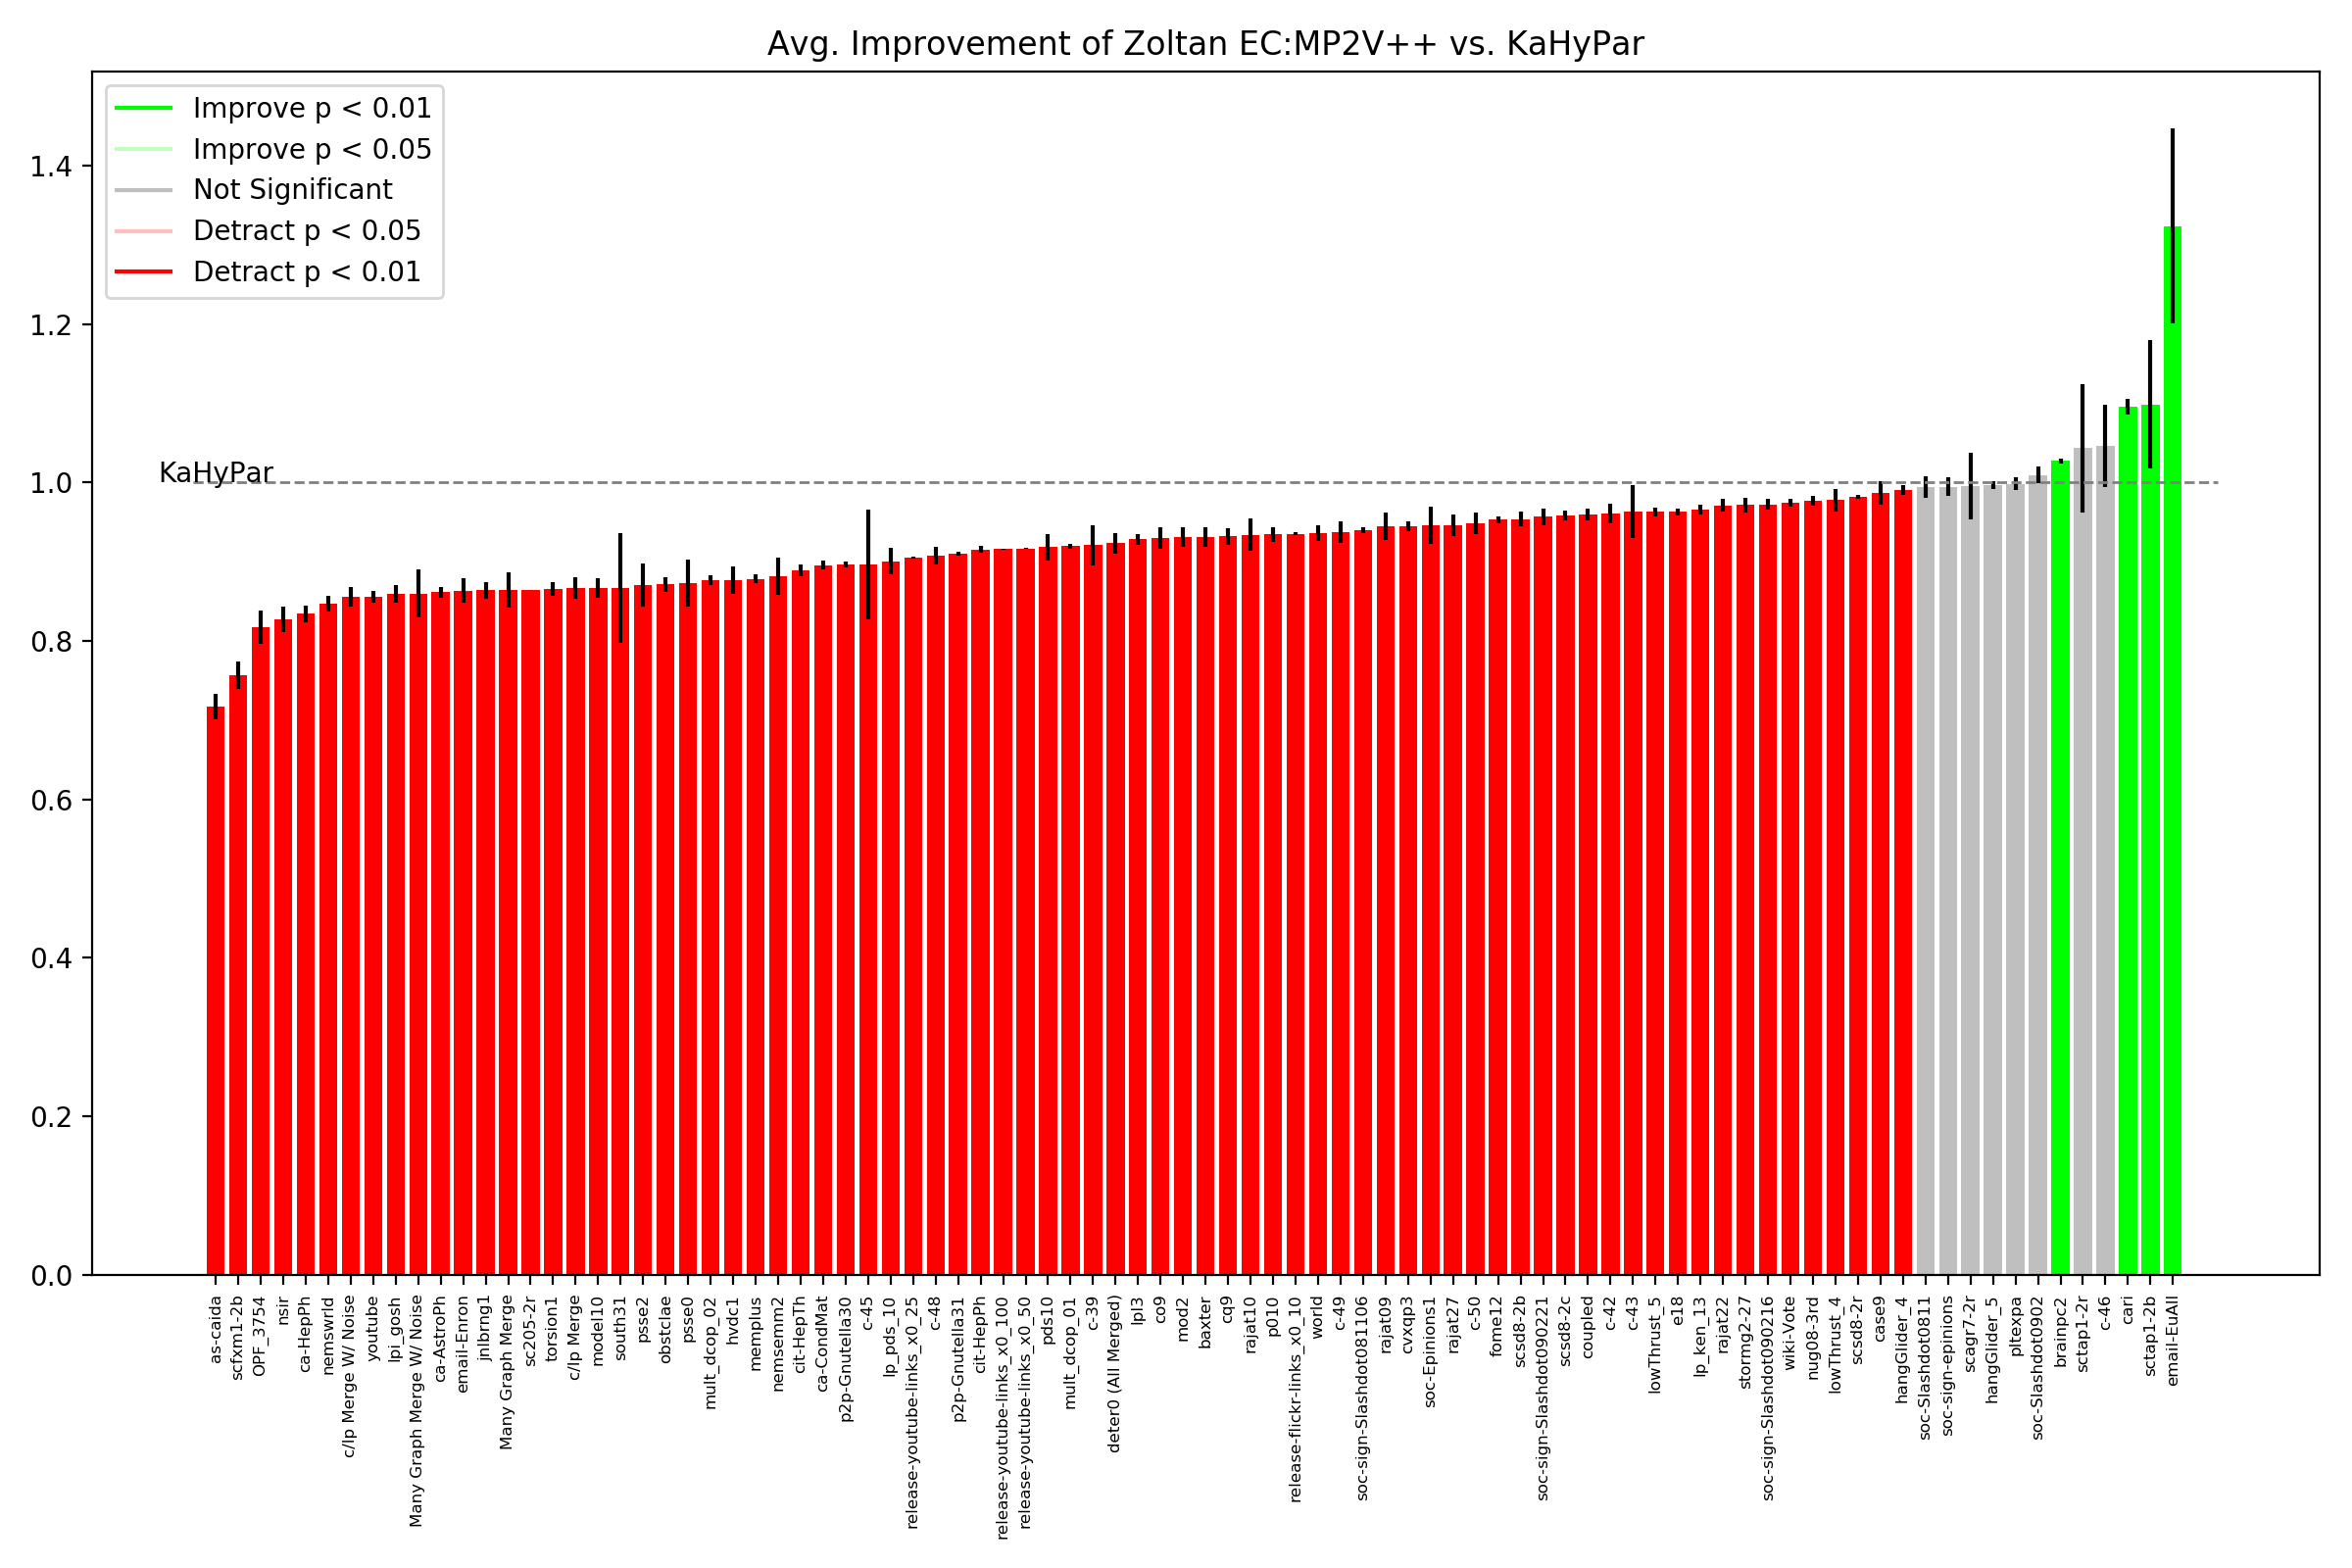 Avg. Improvement of Zoltan EC:MP2V++ vs. KaHyPar
Improve p < 0.01
Improve p < 0.05
Not Significant
Detract p < 0.05
Detract p < 0.01
1.4
1.2
1.0
0.8
0.6
0.4
0.2
0.0
KaHyPar
as-caida
scfxm1-2b
OPF_3754
nsir
ca-HepPh
nemswrld
c/lp Merge W/ Noise
youtube
lpi_gosh
Many Graph Merge W/ Noise
ca-AstroPh
email-Enron
jnlbrng1
Many Graph Merge
sc205-2r
torsion1
c/lp Merge
model10
south31
psse2
obstclae
psse0
mult_dcop_02
hvdc1
memplus
nemsemm2
cit-HepTh
ca-CondMat
p2p-Gnutella30
c-45
lp_pds_10
release-youtube-links_x0_25
c-48
p2p-Gnutella31
cit-HepPh
release-youtube-links_x0_100
release-youtube-links_x0_50
pds10
mult_dcop_01
c-39
deter0 (All Merged)
lpl3
co9
mod2
baxter
cq9
rajat10
p010
release-flickr-links_x0_10
world
c-49
soc-sign-Slashdot081106
rajat09
cvxqp3
soc-Epinions1
rajat27
c-50
fome12
scsd8-2b
soc-sign-Slashdot090221
scsd8-2c
coupled
c-42
c-43
lowThrust_5
e18
lp_ken_13
rajat22
stormg2-27
soc-sign-Slashdot090216
wiki-Vote
nug08-3rd
lowThrust_4
scsd8-2r
case9
hangGlider_4
soc-Slashdot0811
soc-sign-epinions
scagr7-2r
hangGlider_5
pltexpa
soc-Slashdot0902
brainpc2
sctap1-2r
c-46
cari
sctap1-2b
email-EuAll